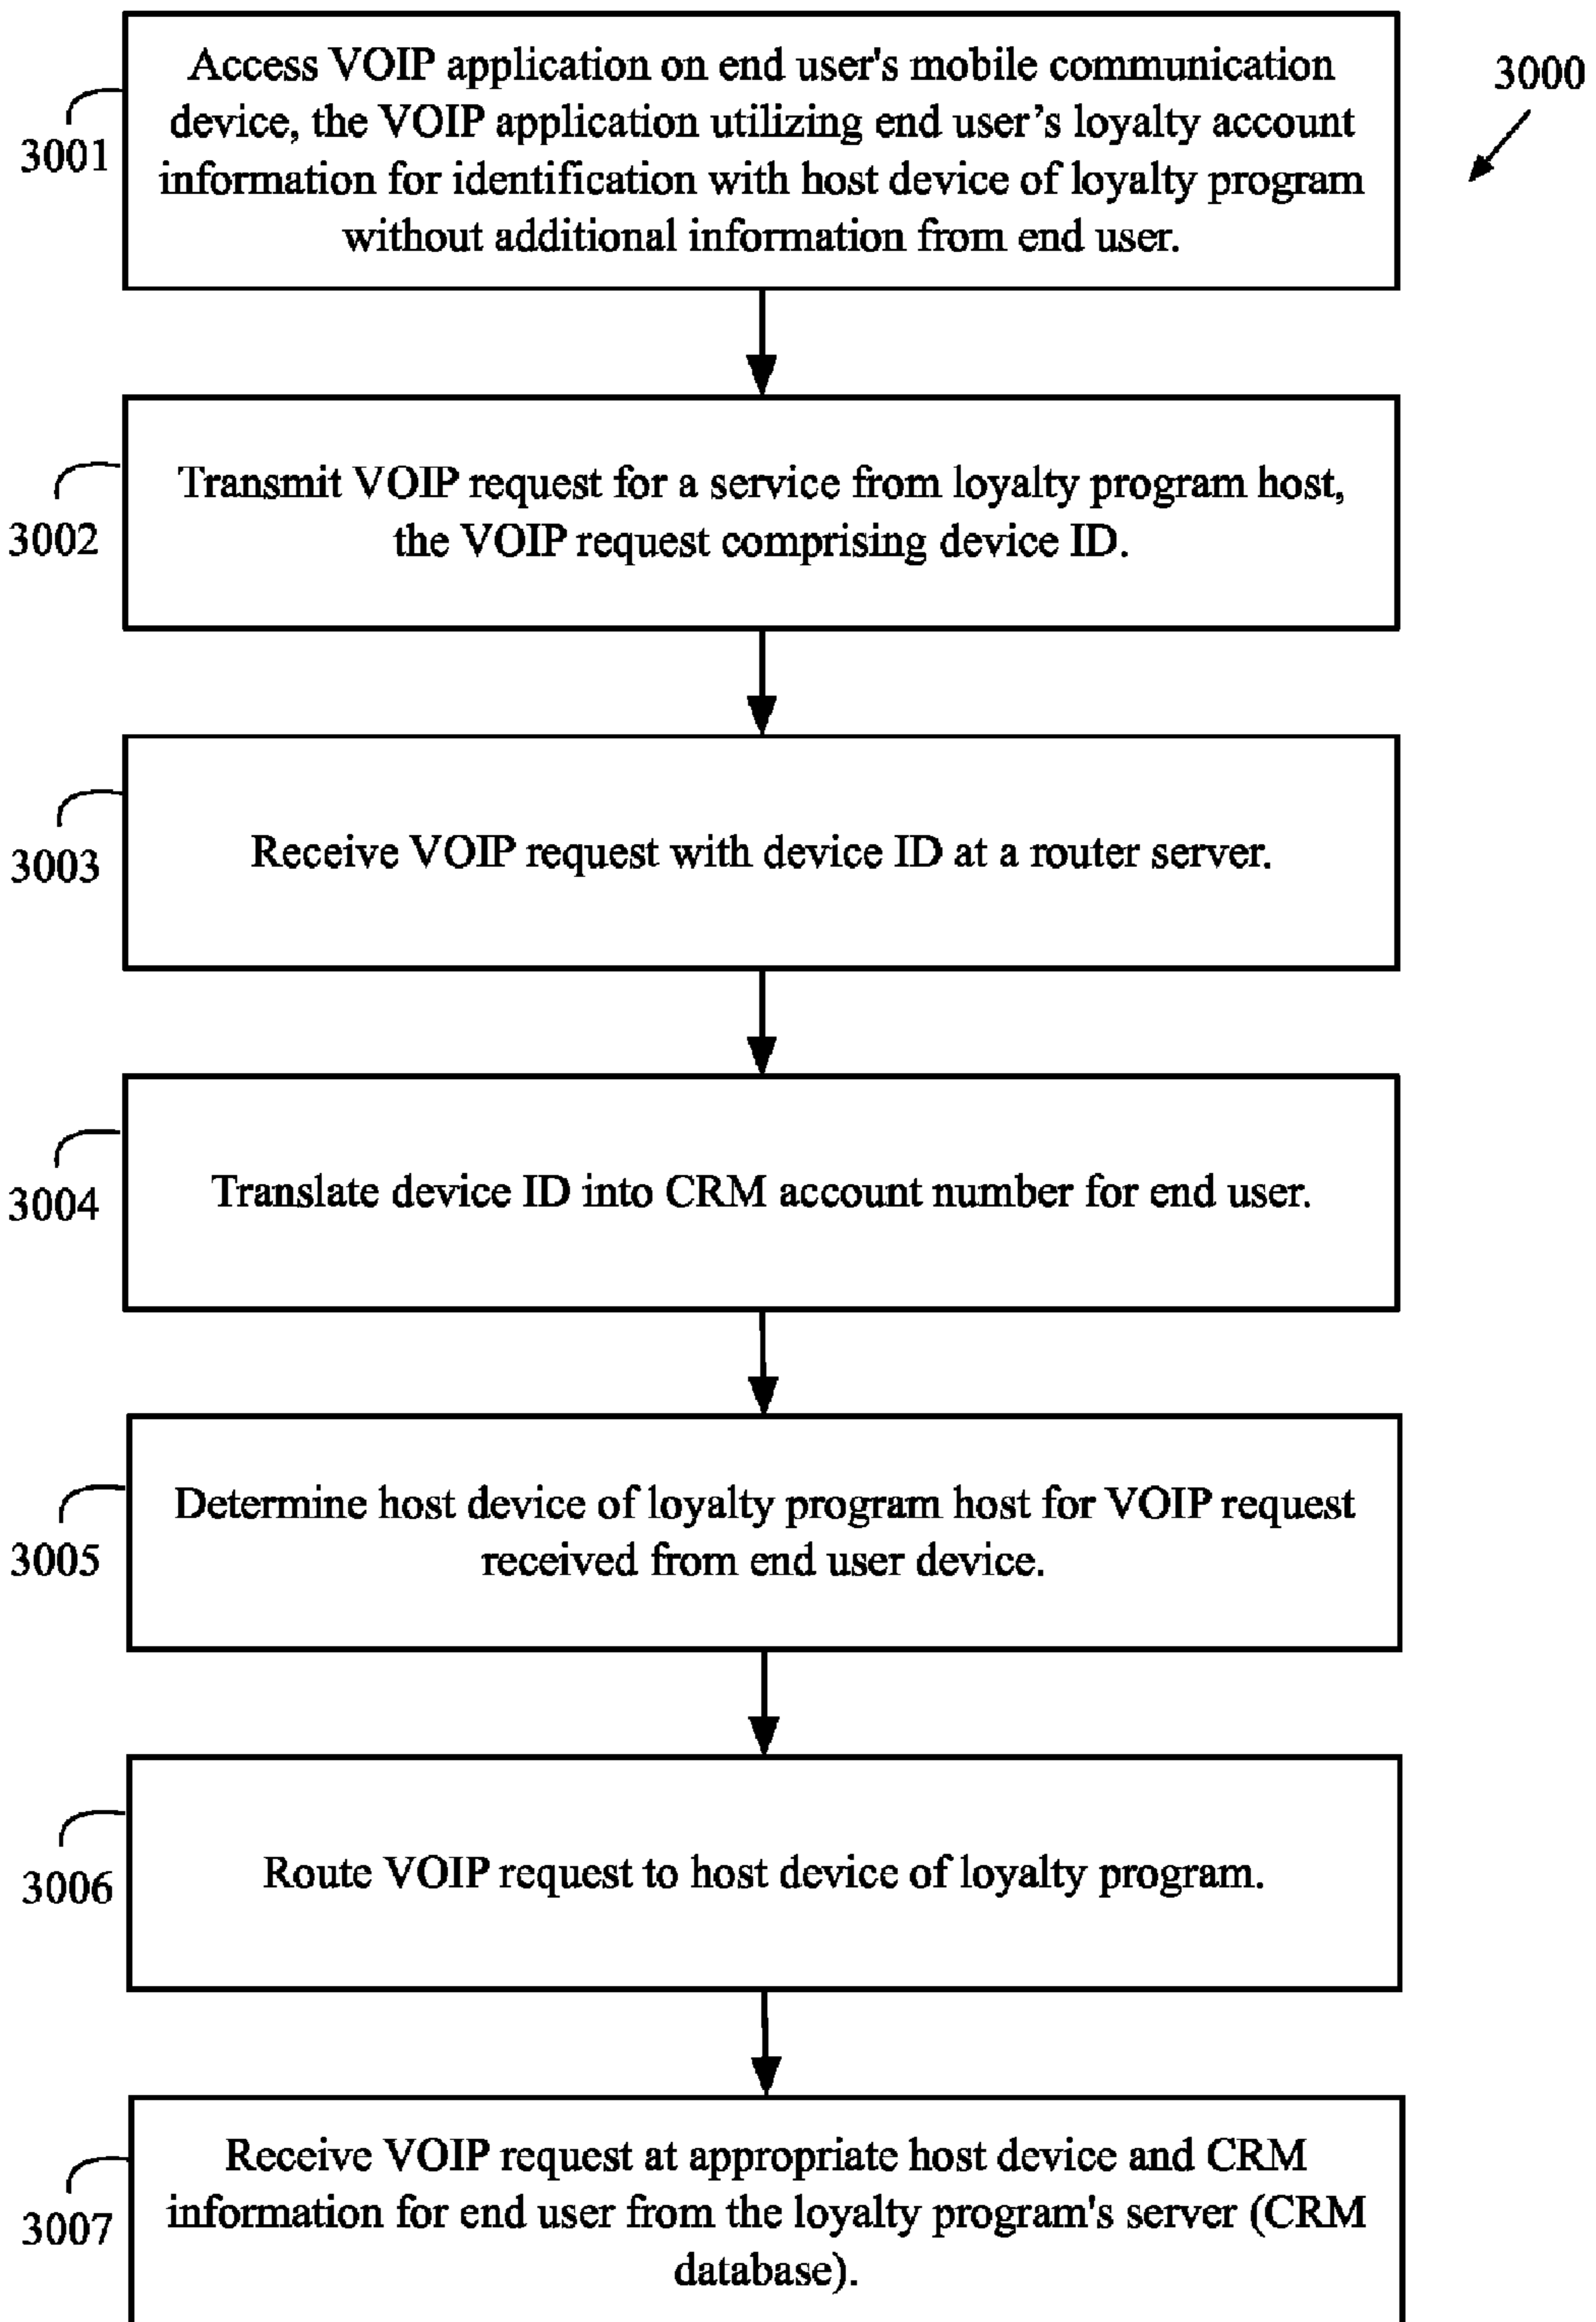 Access VOIP application on end user's mobile communication
device, the VOIP application utilizing end user’s loyalty account
information for identification with host device of loyalty program
without additional information from end user.
3000
3001
Transmit VOIP request for a service from loyalty program host,
the VOIP request comprising device ID.
3002
Receive VOIP request with device ID at a router server.
3003
Translate device ID into CRM account number for end user.
3004
Determine host device of loyalty program host for VOIP request
received from end user device.
3005
Route VOIP request to host device of loyalty program.
3006
Receive VOIP request at appropriate host device and CRM
information for end user from the loyalty program's server (CRM
database).
3007